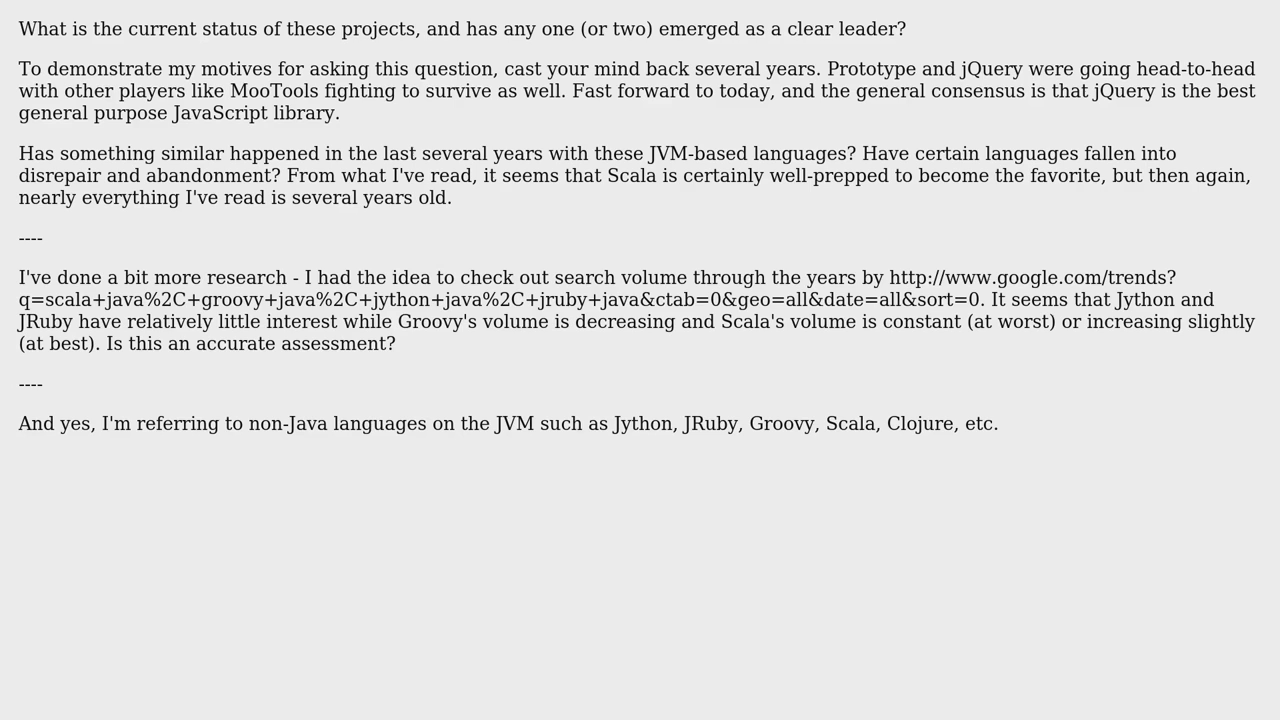 What is the current status of these projects, and has any one (or two) emerged as a clear leader?
To demonstrate my motives for asking this question, cast your mind back several years. Prototype and jQuery were going head-to-head
with other players like MooTools fighting to survive as well. Fast forward to today, and the general consensus is that jQuery is the best
general purpose JavaScript library.
Has something similar happened in the last several years with these JVM-based languages? Have certain languages fallen into
disrepair and abandonment? From what I've read, it seems that Scala is certainly well-prepped to become the favorite, but then again,
nearly everything I've read is several years old.
----
I've done a bit more research - I had the idea to check out search volume through the years by http://www.google.com/trends?
q=scala+java%2C+groovy+java%2C+jython+java%2C+jruby+java&ctab=0&geo=all&date=all&sort=0. It seems that Jython and
JRuby have relatively little interest while Groovy's volume is decreasing and Scala's volume is constant (at worst) or increasing slightly
(at best). Is this an accurate assessment?
----
And yes, I'm referring to non-Java languages on the JVM such as Jython, JRuby, Groovy, Scala, Clojure, etc.